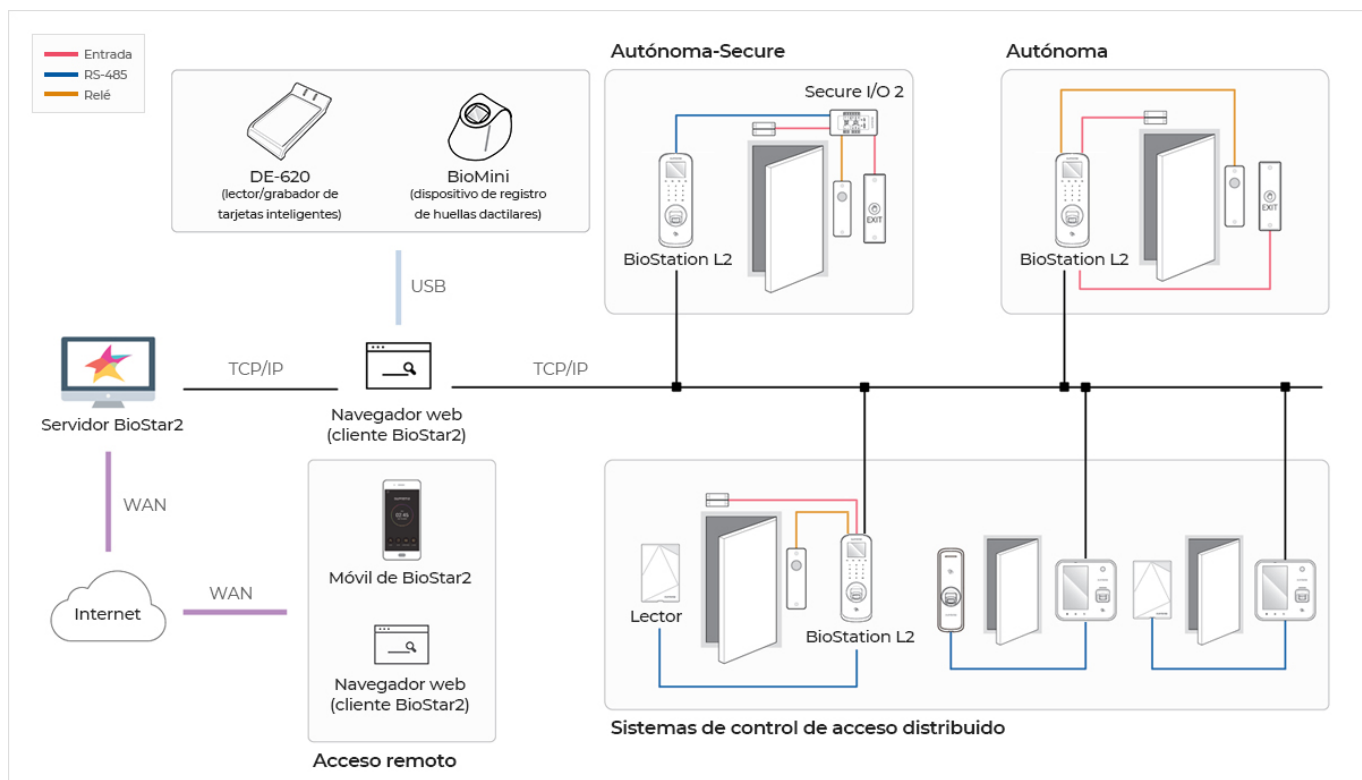 Entrada
RS-485
Relé
DE-620
(lector/grabador de
tarjetas inteligentes)
BioMini
(dispositivo de registro
de huellas dactilares)
Autónoma-Secure
Secure I/O 2
EXIT
BioStation L2
Autónoma
EXIT
BioStation L2
USB
TCP/IP
TCP/IP
Servidor BioStar2
Navegador web
(cliente BioStar2)
WAN
Internet
WAN
Móvil de BioStar2
Navegador web
(cliente BioStar2)
Acceso remoto
Lector
BioStation L2
Sistemas de control de acceso distribuido